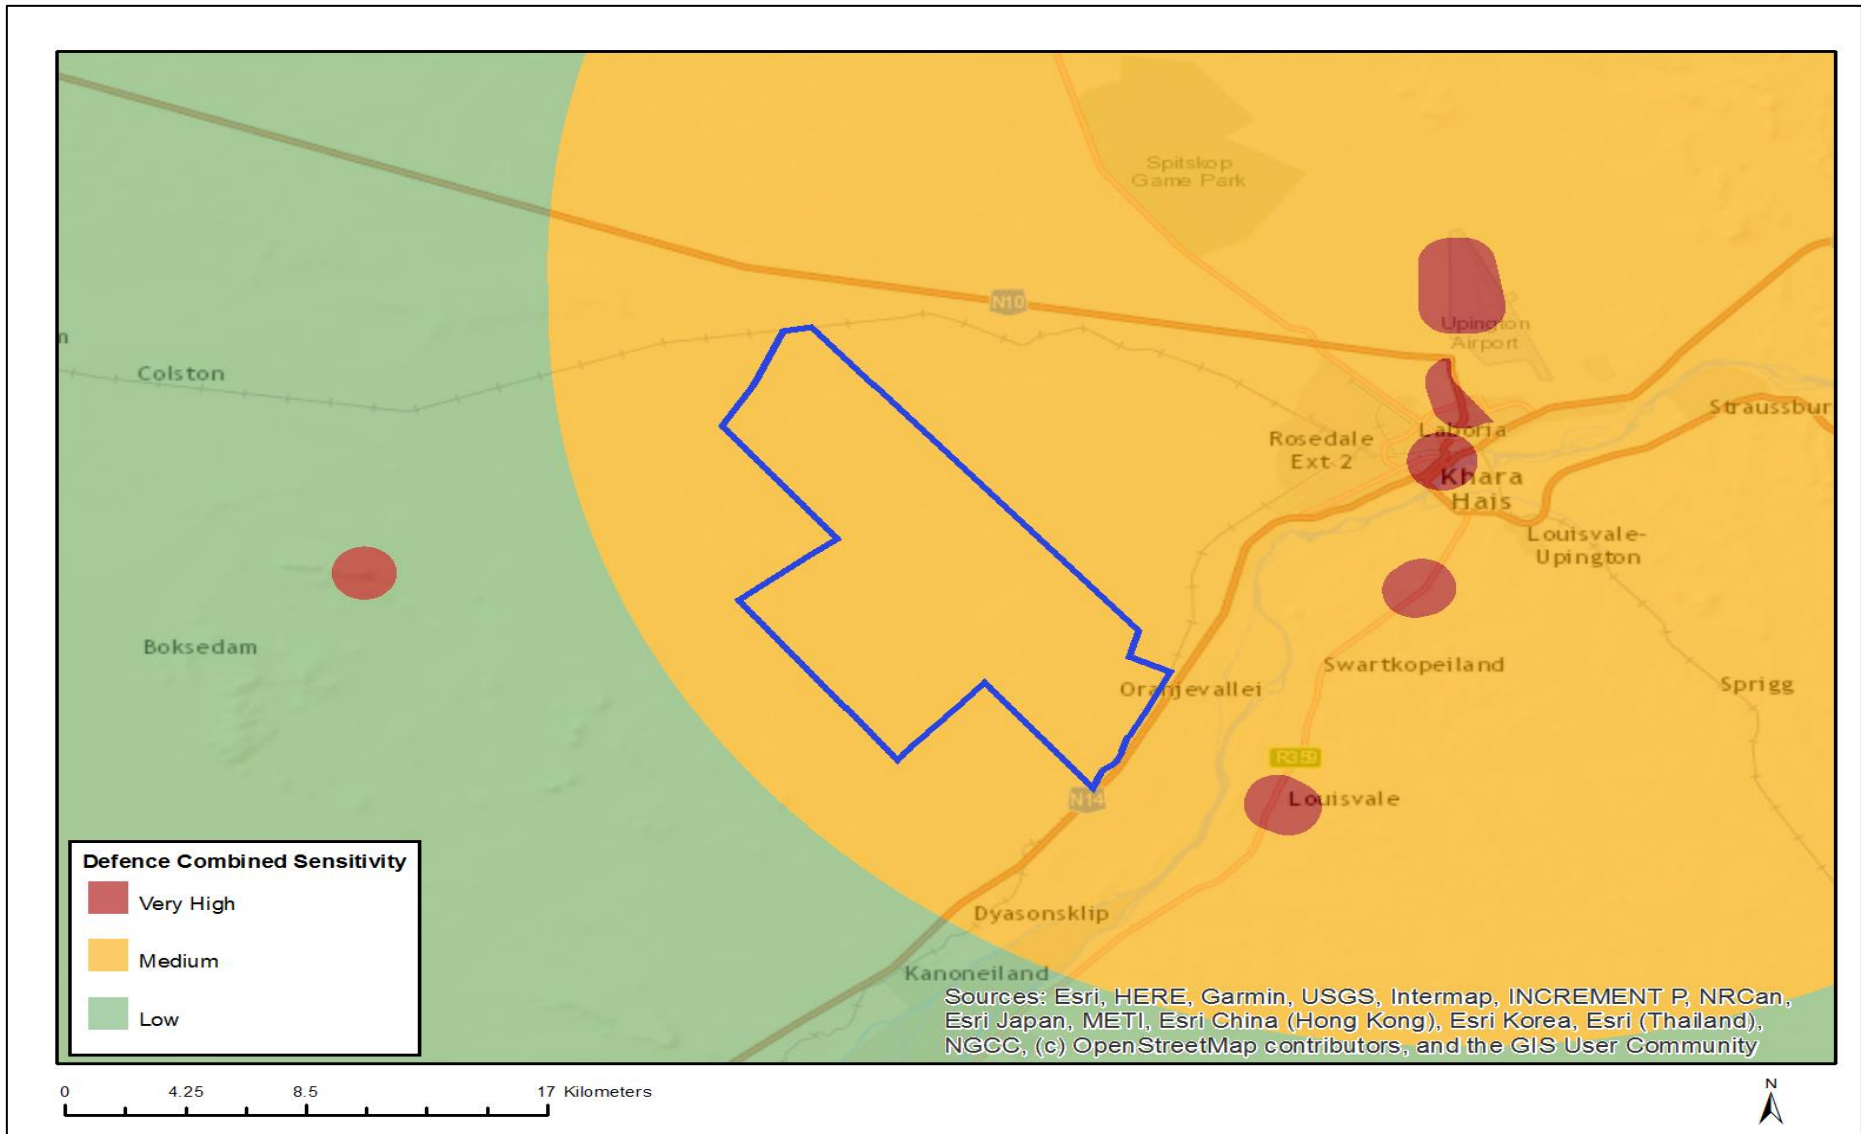 Spitskop
Game Park
N10
Upington
Airport
n
Colston
Straussbur
Laboria
Rosedale
Ext 2
Khara
Hais
Louisvale-
Upington
Boksedam
Swartkopeiland
Oranjevallei
Sprigg
R359
N14
Louisvale
Defence Combined Sensitivity
Very High
Medium
Low
Dyasonsklip
Kanoneiland
Sources: Esri, HERE, Garmin, USGS, Intermap, INCREMENT P, NRCan,
Esri Japan, METI, Esri China (Hong Kong), Esri Korea, Esri (Thailand),
NGCC, (c) OpenStreetMap contributors, and the GIS User Community
0 4.25 8.5 17 Kilometers
N